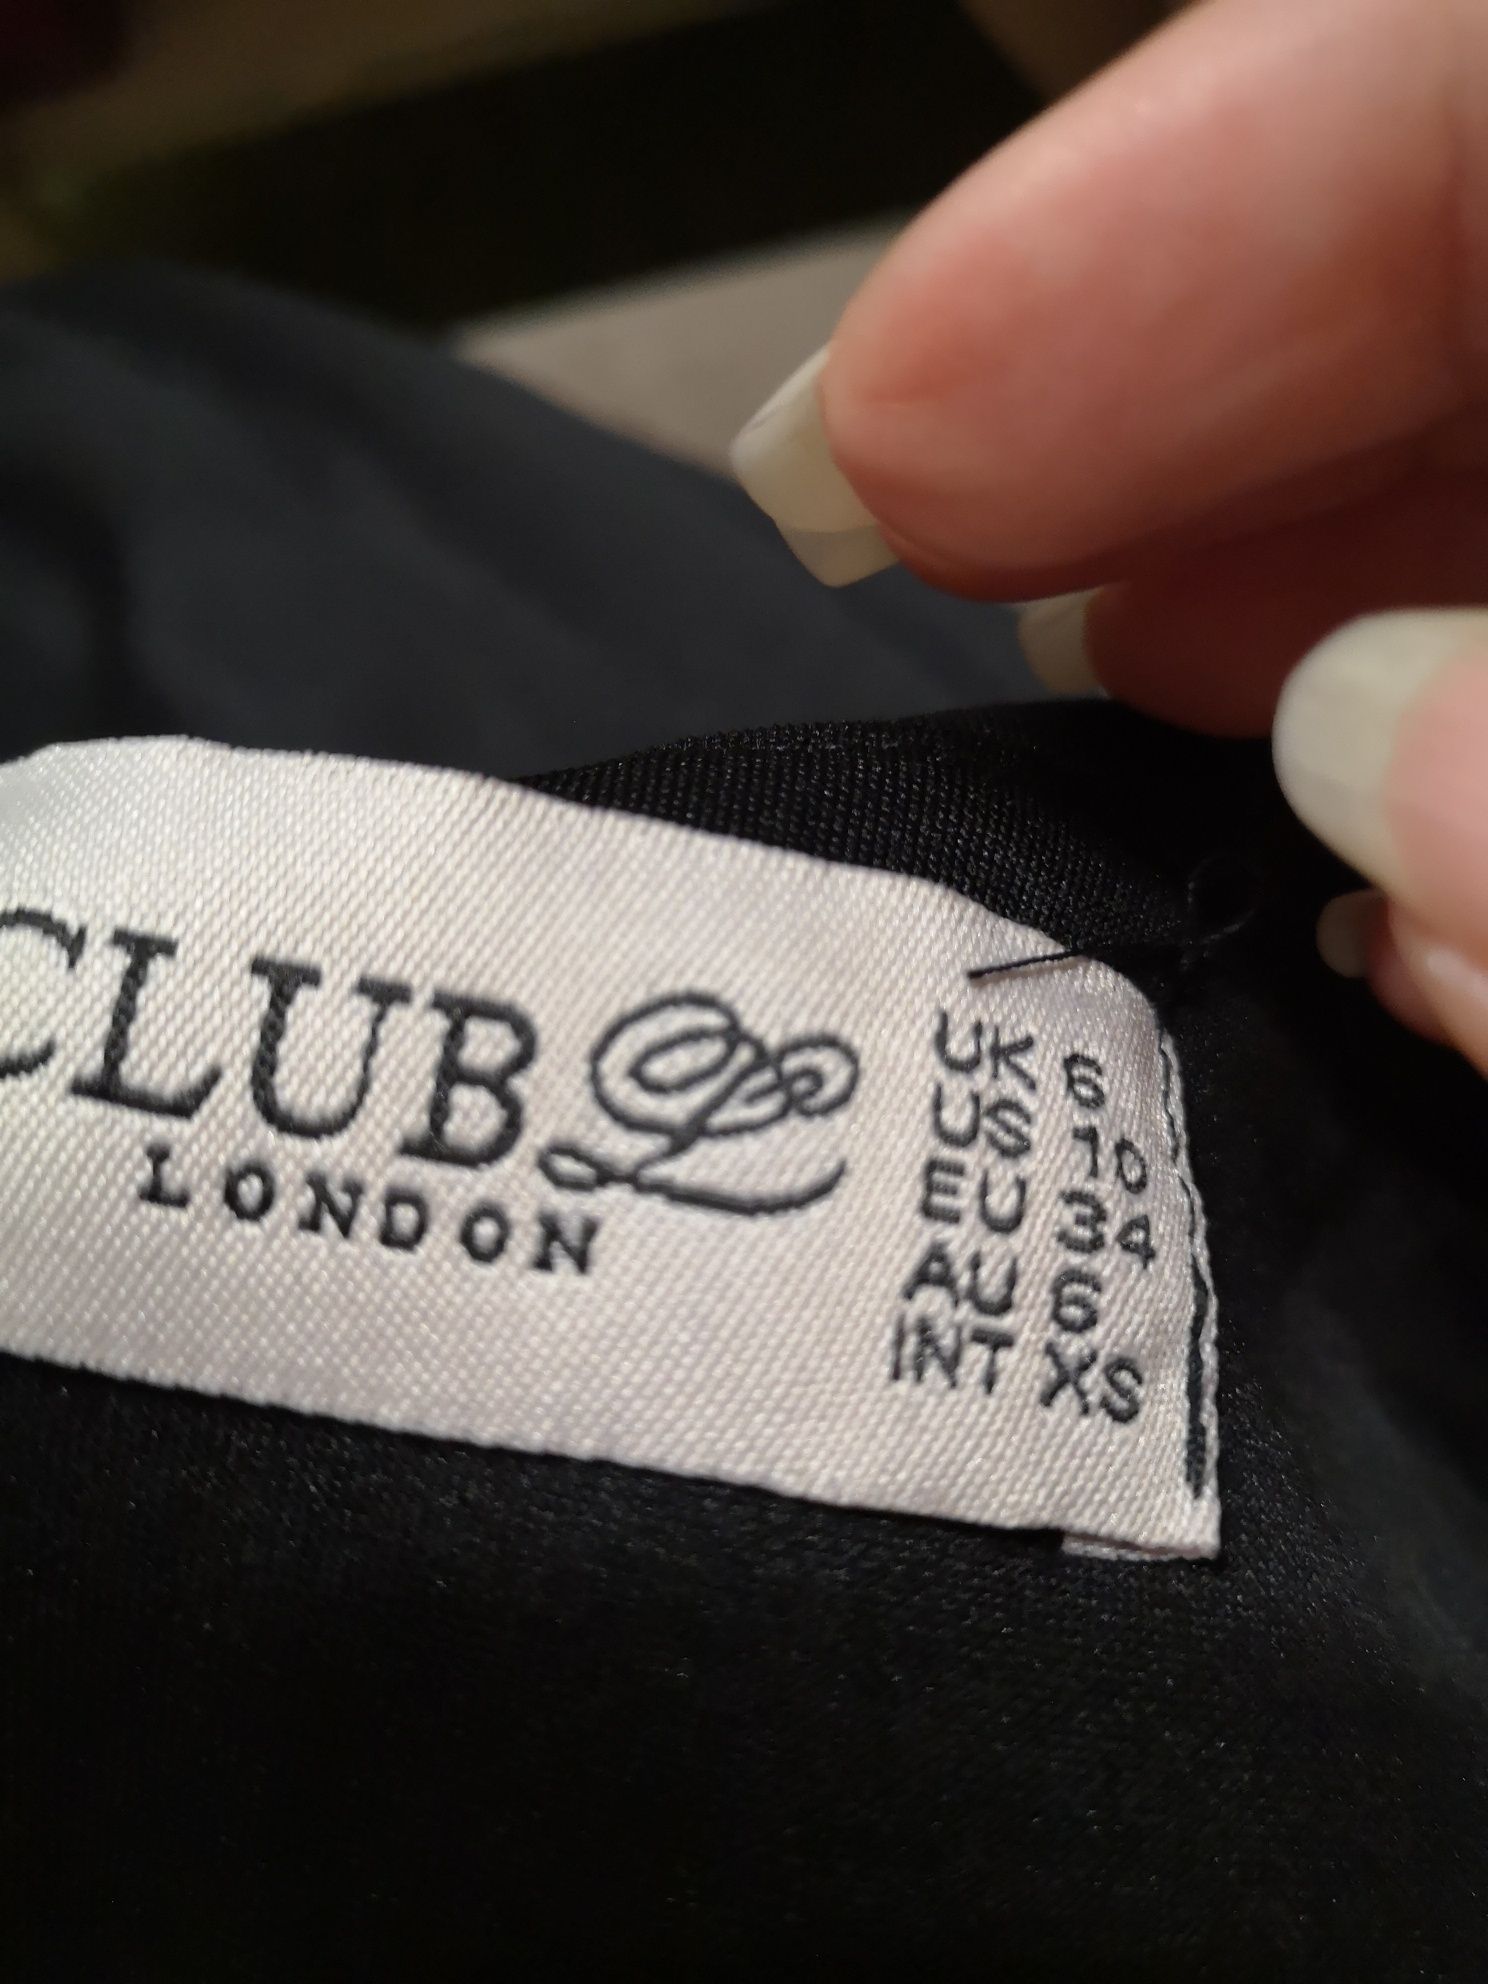 CLUB L
LONDON
UK 6
US 10
EU 34
AU 6
INT XS